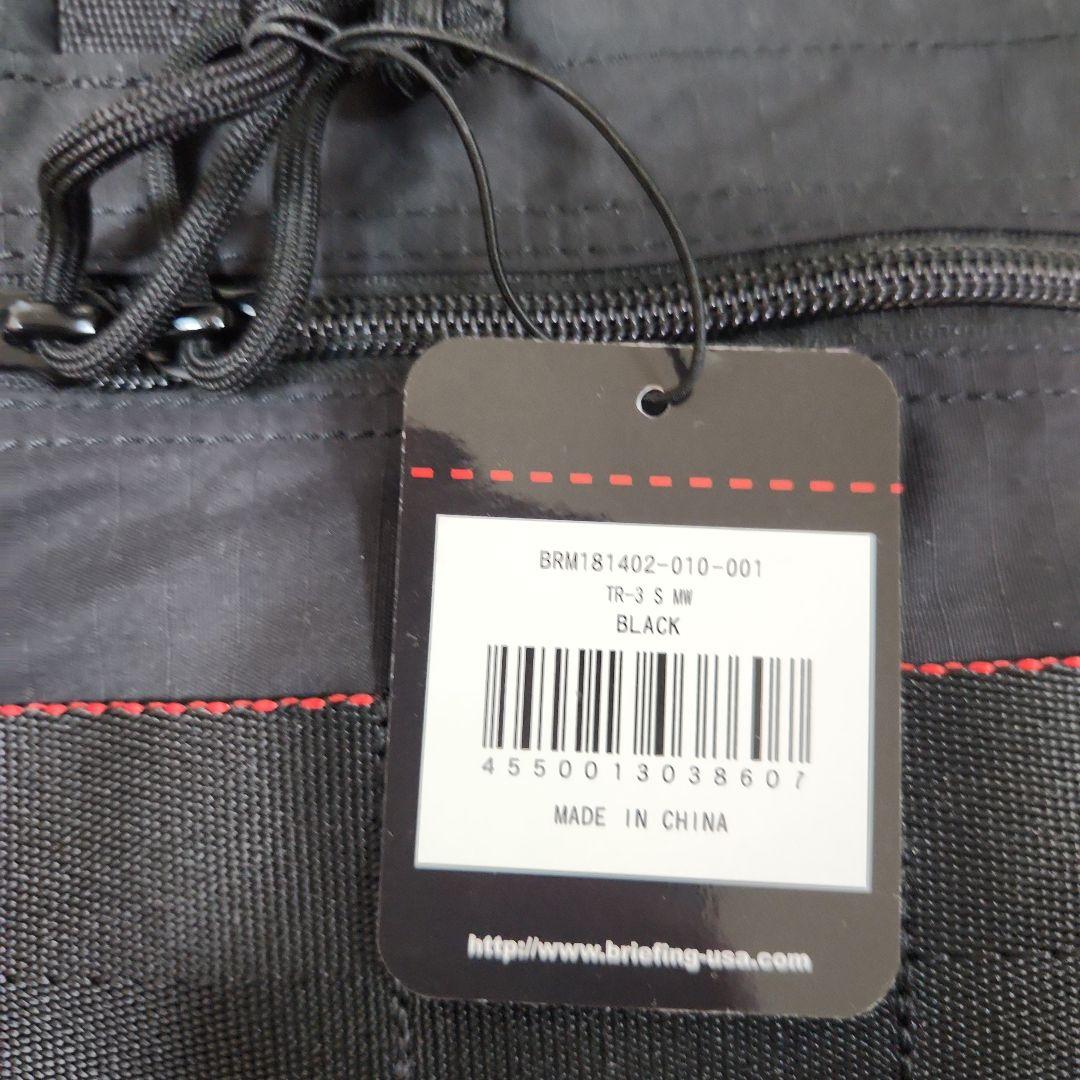 BRM181402-010-001
TR-3 S MW
BLACK
4550013038607
MADE IN CHINA
http://www.briefing-usa.com